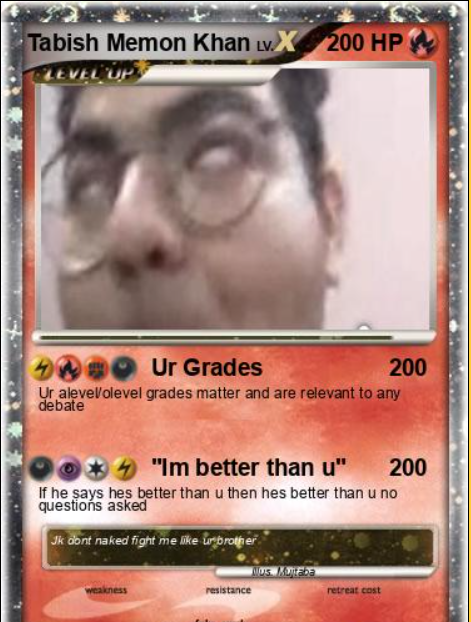 Tabish Memon Khan LV.X 200 HP
LEVEL UP
Ur Grades 200
Ur alevel/olevel grades matter and are relevant to any
debate
"Im better than u" 200
If he says hes better than u then hes better than u no
questions asked
Jk dont naked fight me like ur brother
Illus. Mujtaba
weakness resistance retreat cost